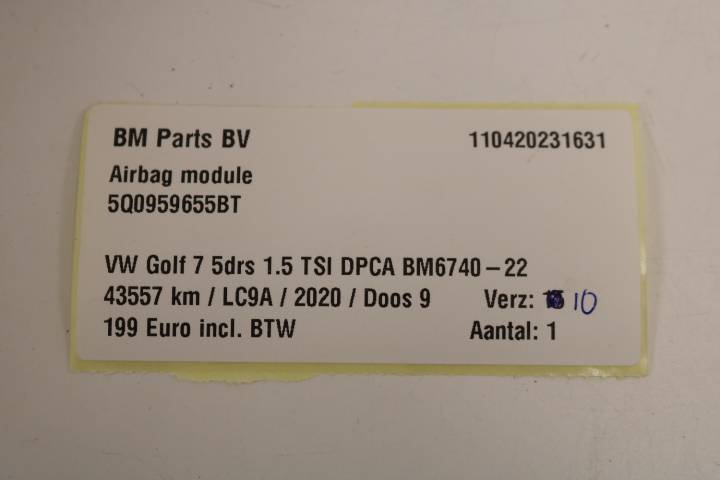 BM Parts BV 110420231631
Airbag module
5Q0959655BT
VW Golf 7 5drs 1.5 TSI DPCA BM6740-22
43557 km / LC9A / 2020 / Doos 9 Verz: 10
199 Euro incl. BTW Aantal: 1